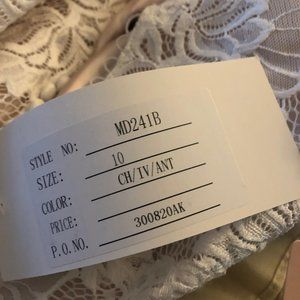 STYLE NO: MD241B
SIZE: 10
COLOR: CH/IV/ANT
PRICE:
P.O.NO. 300820AK